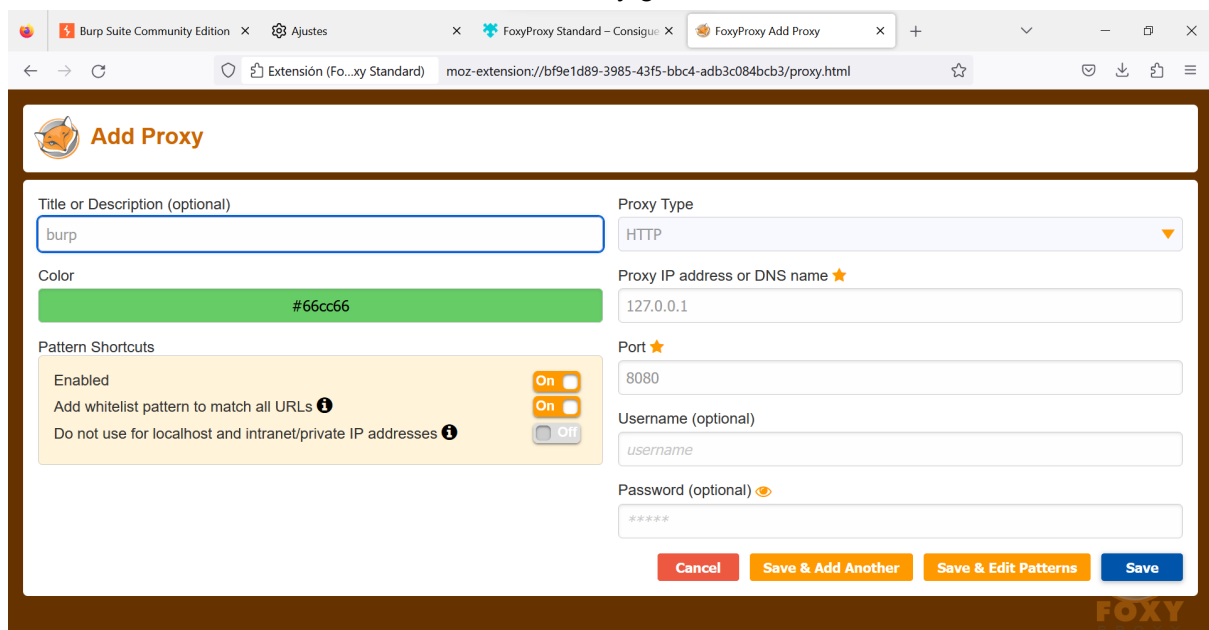 Burp Suite Community Edition
Ajustes
FoxyProxy Standard – Consigue
FoxyProxy Add Proxy
Extensión (Fo...xy Standard)
moz-extension://bf9e1d89-3985-43f5-bbc4-adb3c084bcb3/proxy.html
Add Proxy
Title or Description (optional)
burp
Color
#66cc66
Pattern Shortcuts
Enabled
On
Add whitelist pattern to match all URLs
On
Do not use for localhost and intranet/private IP addresses
Off
Proxy Type
HTTP
Proxy IP address or DNS name
127.0.0.1
Port
8080
Username (optional)
username
Password (optional)
*****
Cancel
Save & Add Another
Save & Edit Patterns
Save
FOXY